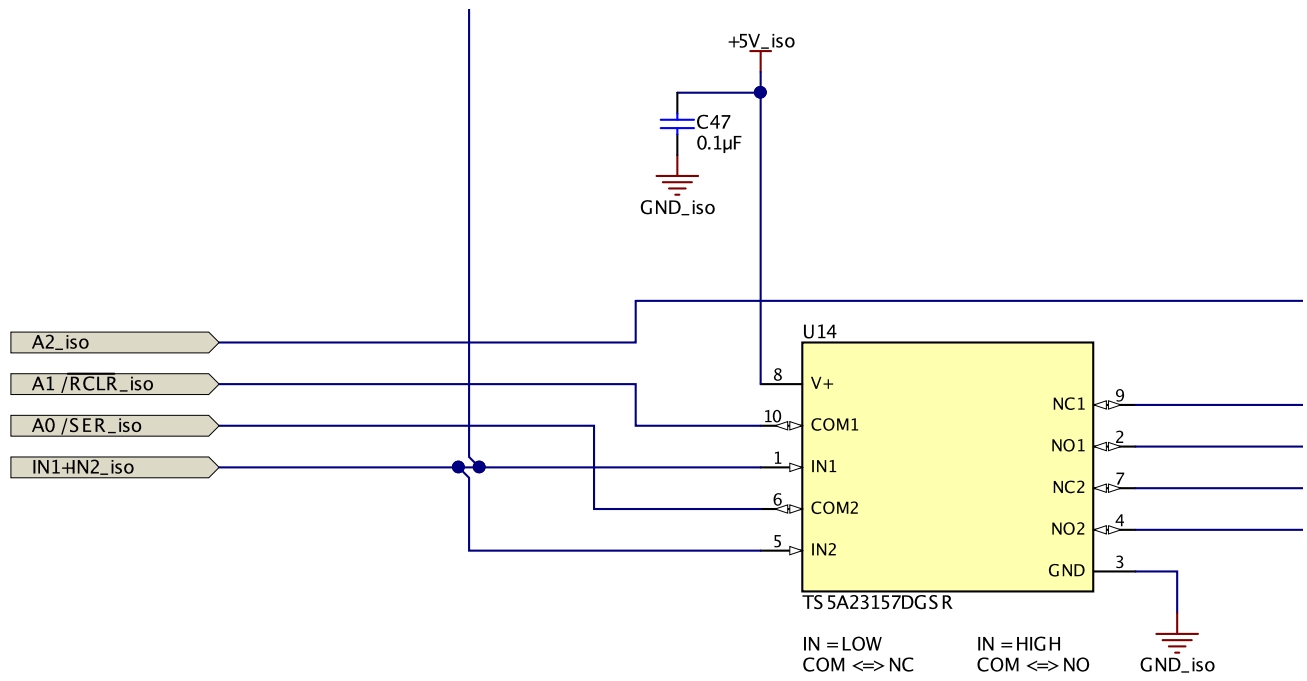 +5V_iso
C47
0.1µF
GND_iso
A2_iso
A1 /RCLR_iso
A0 /SER_iso
IN1+IN2_iso
U14
8 V+
10 COM1
1 IN1
6 COM2
5 IN2
NC1 9
NO1 2
NC2 7
NO2 4
GND 3
TS5A23157DGSR
IN = LOW
COM <=> NC
IN = HIGH
COM <=> NO
GND_iso